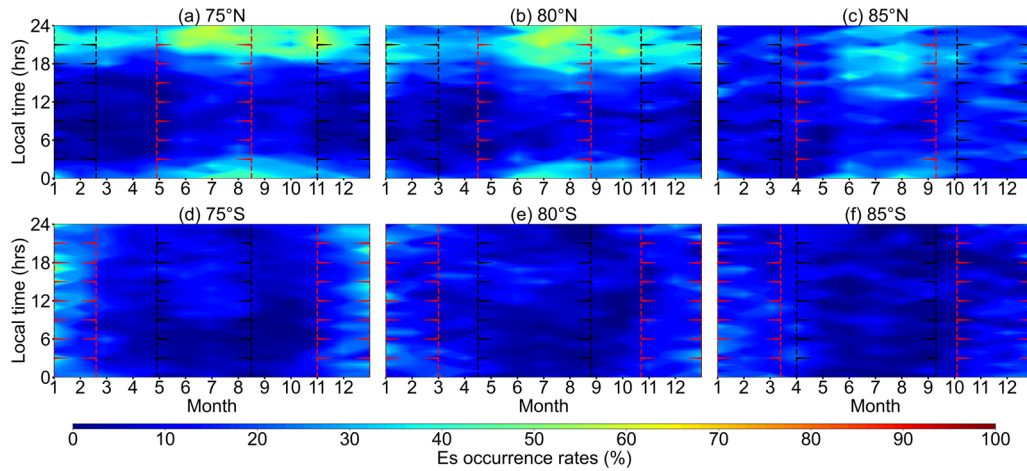 (a) 75°N (b) 80°N (c) 85°N
Local time (hrs)
24
18
12
6
0
1 2 3 4 5 6 7 8 9 10 11 12
1 2 3 4 5 6 7 8 9 10 11 12
1 2 3 4 5 6 7 8 9 10 11 12
(d) 75°S (e) 80°S (f) 85°S
Local time (hrs)
24
18
12
6
0
1 2 3 4 5 6 7 8 9 10 11 12
1 2 3 4 5 6 7 8 9 10 11 12
1 2 3 4 5 6 7 8 9 10 11 12
Month Month Month
0 10 20 30 40 50 60 70 80 90 100
Es occurrence rates (%)